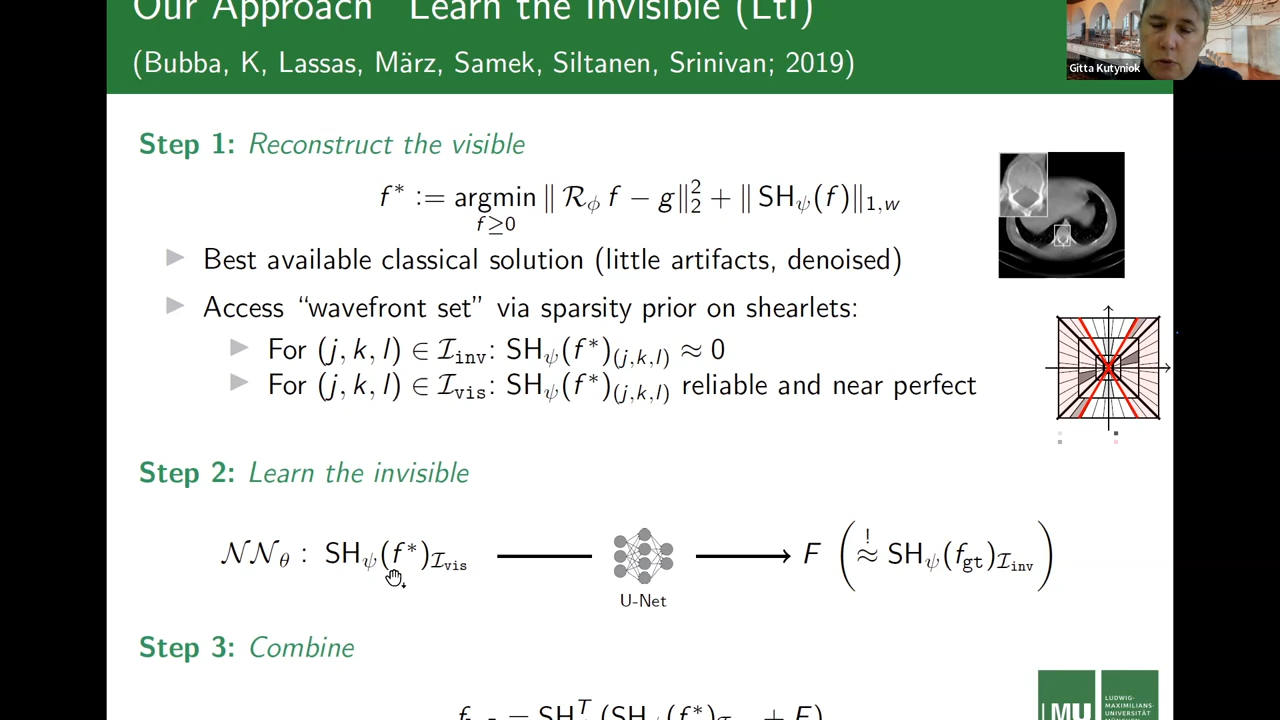 Our Approach "Learn the Invisible (LtI)
(Bubba, K, Lassas, März, Samek, Siltanen, Srinivan; 2019)
Gitta Kutyniok
Step 1: Reconstruct the visible
f* := argmin ‖ R_ϕ f − g‖₂² + ‖ SH_ψ(f)‖_{1,w}
f≥0
Best available classical solution (little artifacts, denoised)
Access “wavefront set” via sparsity prior on shearlets:
For (j, k, l) ∈ I_inv: SH_ψ(f*)_(j,k,l) ≈ 0
For (j, k, l) ∈ I_vis: SH_ψ(f*)_(j,k,l) reliable and near perfect
Step 2: Learn the invisible
NN_θ : SH_ψ(f*)_{I_vis} → F ( ≈! SH_ψ(f_gt)_{I_inv} )
U-Net
Step 3: Combine
= SH^T (SH_ψ(f*) + F)
LMU LUDWIG-
MAXIMILIANS-
UNIVERSITÄT